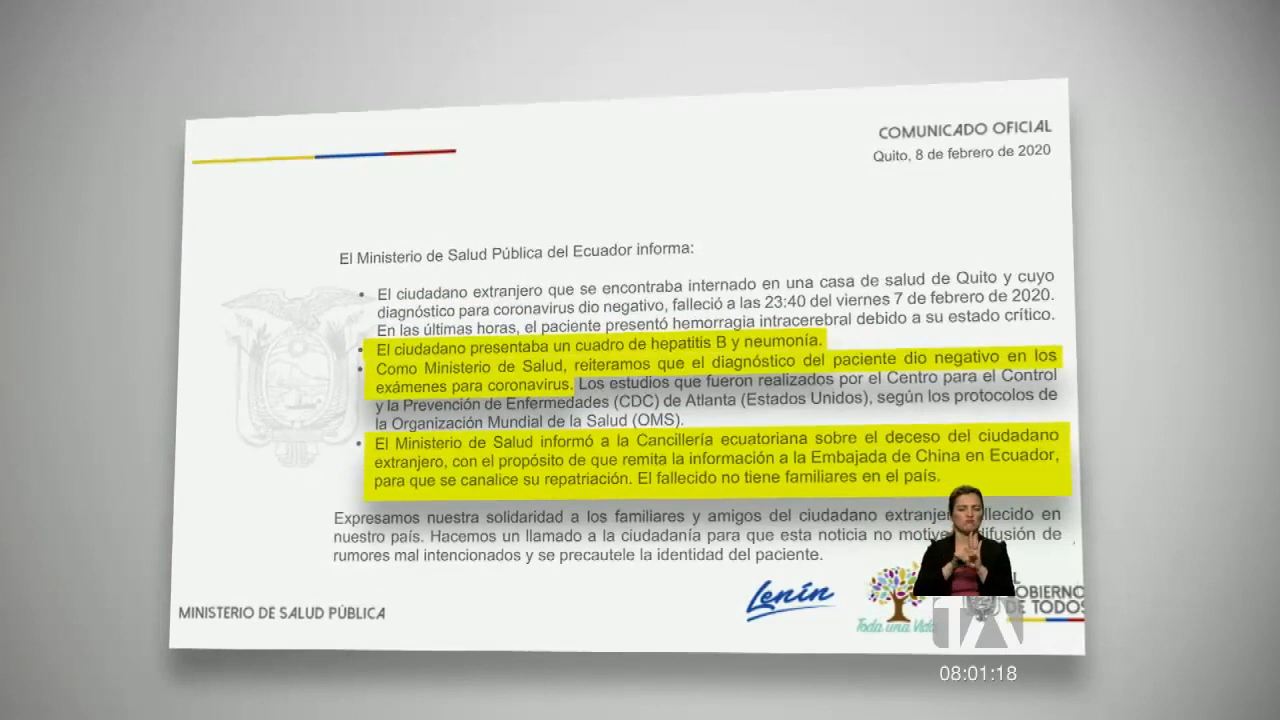 COMUNICADO OFICIAL
Quito, 8 de febrero de 2020
El Ministerio de Salud Pública del Ecuador informa:
• El ciudadano extranjero que se encontraba internado en una casa de salud de Quito y cuyo
diagnóstico para coronavirus dio negativo, falleció a las 23:40 del viernes 7 de febrero de 2020.
En las últimas horas, el paciente presentó hemorragia intracerebral debido a su estado crítico.
• El ciudadano presentaba un cuadro de hepatitis B y neumonía.
• Como Ministerio de Salud, reiteramos que el diagnóstico del paciente dio negativo en los
exámenes para coronavirus. Los estudios que fueron realizados por el Centro para el Control
y la Prevención de Enfermedades (CDC) de Atlanta (Estados Unidos), según los protocolos de
la Organización Mundial de la Salud (OMS).
• El Ministerio de Salud informó a la Cancillería ecuatoriana sobre el deceso del ciudadano
extranjero, con el propósito de que remita la información a la Embajada de China en Ecuador,
para que se canalice su repatriación. El fallecido no tiene familiares en el país.
Expresamos nuestra solidaridad a los familiares y amigos del ciudadano en
nuestro país. Hacemos un llamado a la ciudadanía para que esta noticia no de
rumores mal intencionados y se precautele la identidad del paciente.
MINISTERIO DE SALUD PÚBLICA
Lenín
Toda una Vida
GOBIERNO
DE TODOS
TA
08:01:18